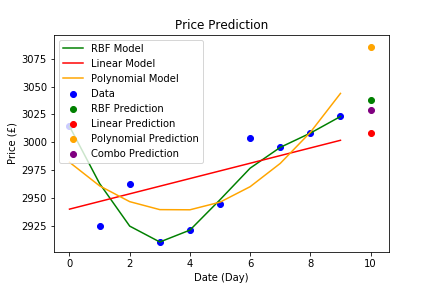 Price Prediction
Price (£)
3075
3050
3025
3000
2975
2950
2925
RBF Model
Linear Model
Polynomial Model
Data
RBF Prediction
Linear Prediction
Polynomial Prediction
Combo Prediction
0 2 4 6 8 10
Date (Day)